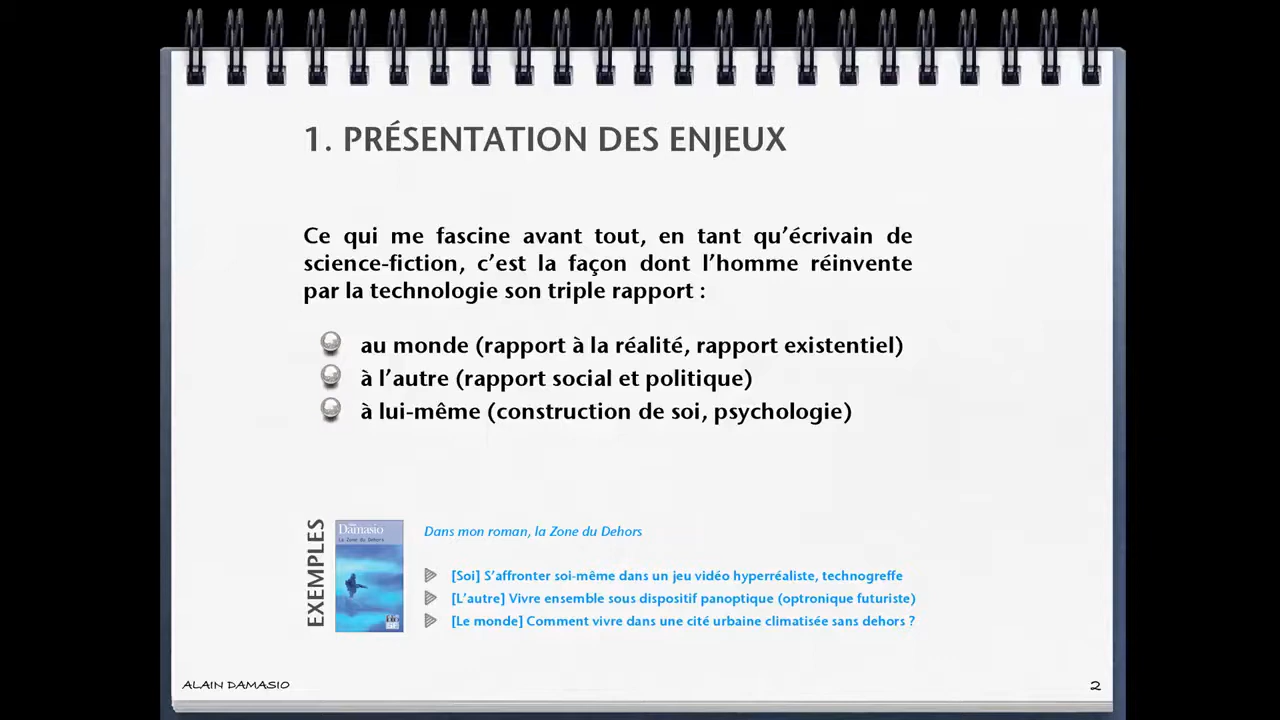 1. PRÉSENTATION DES ENJEUX
Ce qui me fascine avant tout, en tant qu’écrivain de
science-fiction, c’est la façon dont l’homme réinvente
par la technologie son triple rapport :
au monde (rapport à la réalité, rapport existentiel)
à l’autre (rapport social et politique)
à lui-même (construction de soi, psychologie)
EXEMPLES
Damasio
La Zone du Dehors
Dans mon roman, la Zone du Dehors
[Soi] S’affronter soi-même dans un jeu vidéo hyperréaliste, technogreffe
[L’autre] Vivre ensemble sous dispositif panoptique (optronique futuriste)
[Le monde] Comment vivre dans une cité urbaine climatisée sans dehors ?
ALAIN DAMASIO
2